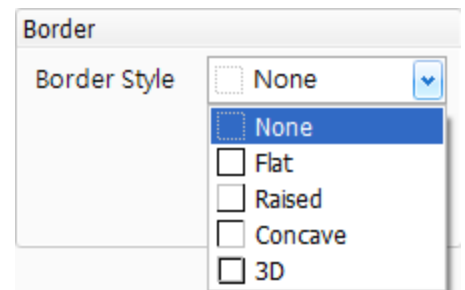 Border
Border Style None
None
Flat
Raised
Concave
3D